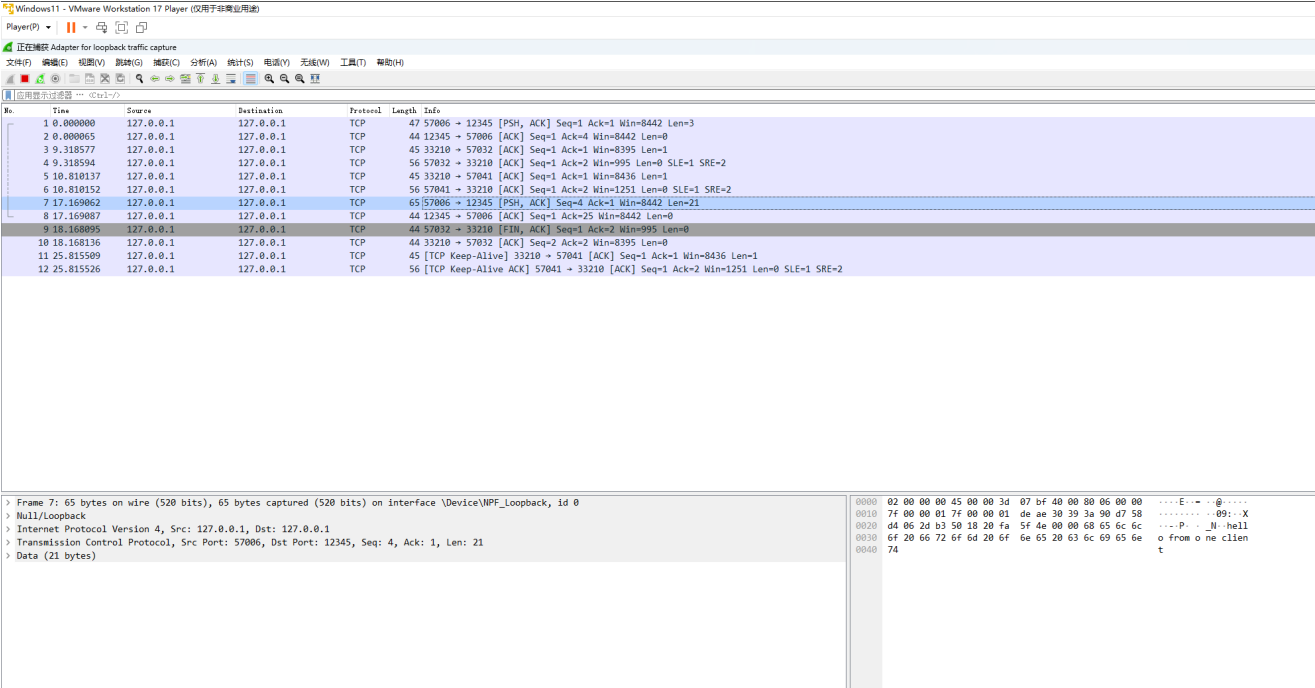 Windows11 - VMware Workstation 17 Player (仅用于非商业用途)
Player(P)
正在捕获 Adapter for loopback traffic capture
文件(F) 编辑(E) 视图(V) 跳转(G) 捕获(C) 分析(A) 统计(S) 电话(Y) 无线(W) 工具(T) 帮助(H)
应用显示过滤器 … <Ctrl-/>
No. Time Source Destination Protocol Length Info
1 0.000000 127.0.0.1 127.0.0.1 TCP 47 57006 → 12345 [PSH, ACK] Seq=1 Ack=1 Win=8442 Len=3
2 0.000065 127.0.0.1 127.0.0.1 TCP 44 12345 → 57006 [ACK] Seq=1 Ack=4 Win=8442 Len=0
3 9.318577 127.0.0.1 127.0.0.1 TCP 45 33210 → 57032 [ACK] Seq=1 Ack=1 Win=8395 Len=1
4 9.318594 127.0.0.1 127.0.0.1 TCP 56 57032 → 33210 [ACK] Seq=1 Ack=2 Win=995 Len=0 SLE=1 SRE=2
5 10.810137 127.0.0.1 127.0.0.1 TCP 45 33210 → 57041 [ACK] Seq=1 Ack=1 Win=8436 Len=1
6 10.810152 127.0.0.1 127.0.0.1 TCP 56 57041 → 33210 [ACK] Seq=1 Ack=2 Win=1251 Len=0 SLE=1 SRE=2
7 17.169062 127.0.0.1 127.0.0.1 TCP 65 57006 → 12345 [PSH, ACK] Seq=4 Ack=1 Win=8442 Len=21
8 17.169087 127.0.0.1 127.0.0.1 TCP 44 12345 → 57006 [ACK] Seq=1 Ack=25 Win=8442 Len=0
9 18.168095 127.0.0.1 127.0.0.1 TCP 44 57032 → 33210 [FIN, ACK] Seq=1 Ack=2 Win=995 Len=0
10 18.168136 127.0.0.1 127.0.0.1 TCP 44 33210 → 57032 [ACK] Seq=2 Ack=2 Win=8395 Len=0
11 25.815509 127.0.0.1 127.0.0.1 TCP 45 [TCP Keep-Alive] 33210 → 57041 [ACK] Seq=1 Ack=1 Win=8436 Len=1
12 25.815526 127.0.0.1 127.0.0.1 TCP 56 [TCP Keep-Alive ACK] 57041 → 33210 [ACK] Seq=1 Ack=2 Win=1251 Len=0 SLE=1 SRE=2
Frame 7: 65 bytes on wire (520 bits), 65 bytes captured (520 bits) on interface \Device\NPF_Loopback, id 0
Null/Loopback
Internet Protocol Version 4, Src: 127.0.0.1, Dst: 127.0.0.1
Transmission Control Protocol, Src Port: 57006, Dst Port: 12345, Seq: 4, Ack: 1, Len: 21
Data (21 bytes)
0000 02 00 00 00 45 00 00 3d 07 bf 40 00 80 06 00 00 ····E··= ··@·····
0010 7f 00 00 01 7f 00 00 01 de ae 30 39 3a 90 d7 58 ········ ··09:··X
0020 d4 06 2d b3 50 18 20 fa 5f 4e 00 00 68 65 6c 6c ··-·P· · _N··hell
0030 6f 20 66 72 6f 6d 20 6f 6e 65 20 63 6c 69 65 6e o from o ne clien
0040 74 t